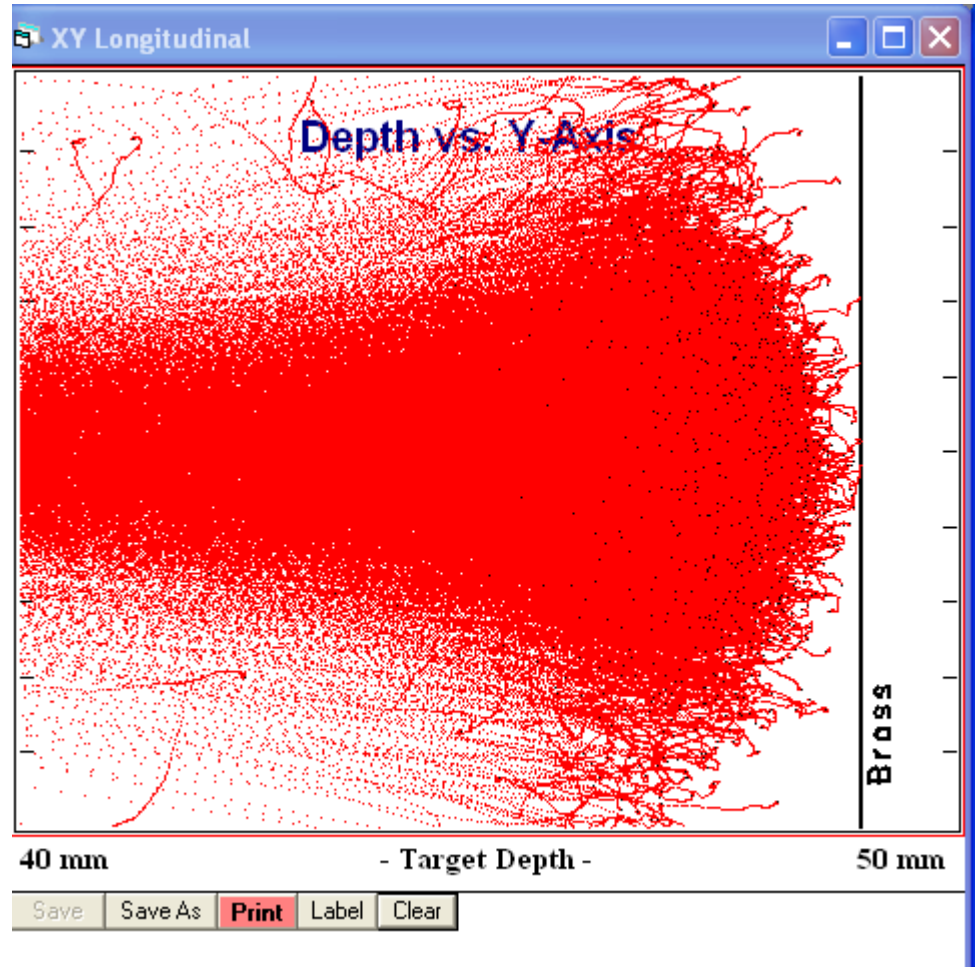 XY Longitudinal
Depth vs. Y-Axis
Brass
40 mm - Target Depth - 50 mm
Save Save As Print Label Clear